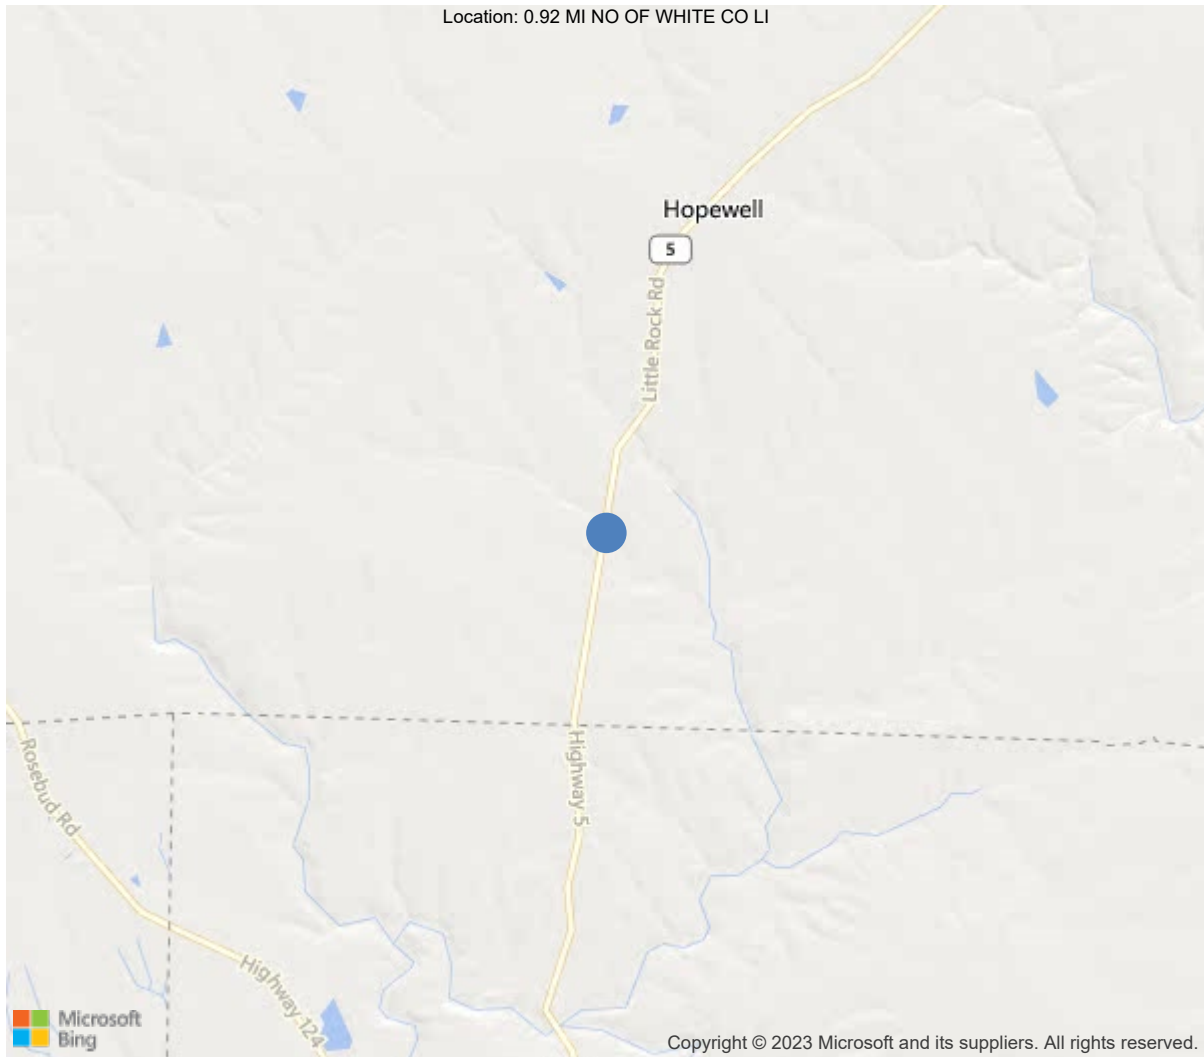 Location: 0.92 MI NO OF WHITE CO LI
Hopewell
5
Little Rock Rd
Highway 5
Rosebud Rd
Highway 124
Microsoft
Bing
Copyright © 2023 Microsoft and its suppliers. All rights reserved.